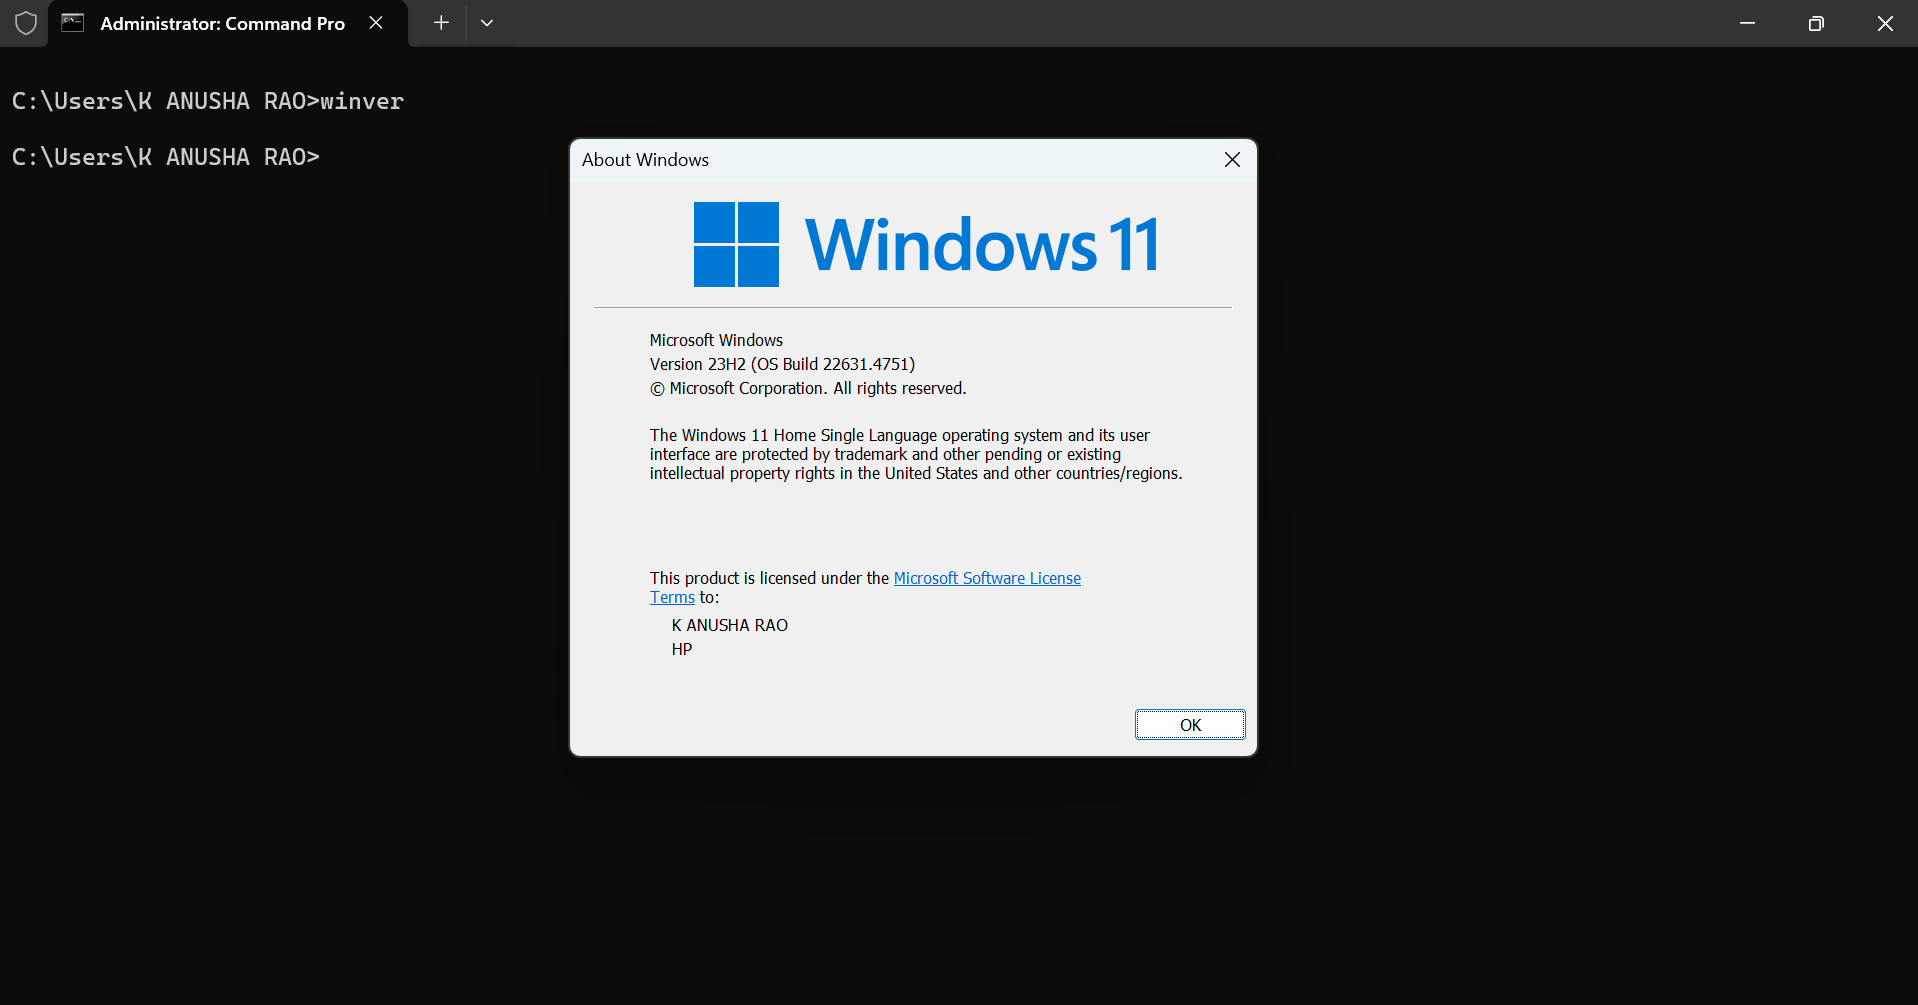 Administrator: Command Pro
C:\Users\K ANUSHA RAO>winver
C:\Users\K ANUSHA RAO>
About Windows
Windows 11
Microsoft Windows
Version 23H2 (OS Build 22631.4751)
© Microsoft Corporation. All rights reserved.
The Windows 11 Home Single Language operating system and its user
interface are protected by trademark and other pending or existing
intellectual property rights in the United States and other countries/regions.
This product is licensed under the Microsoft Software License
Terms to:
K ANUSHA RAO
HP
OK